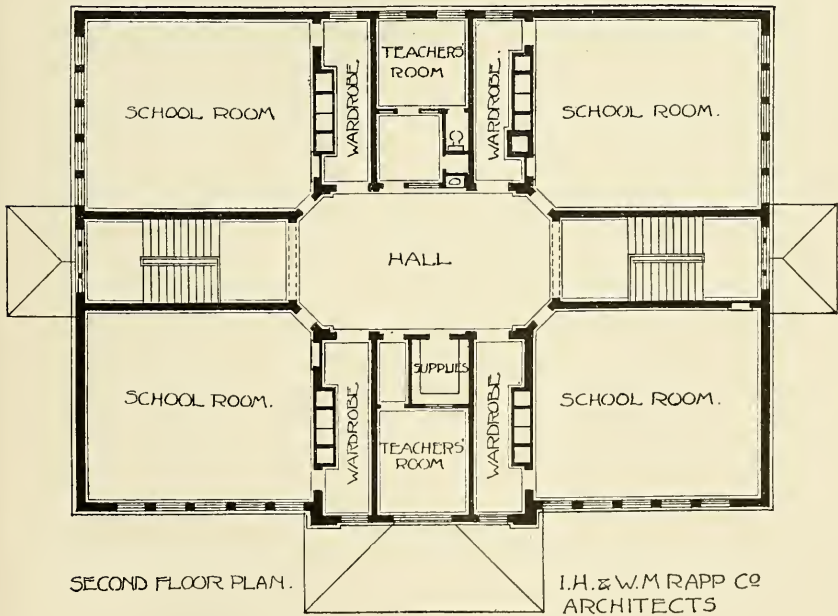 TEACHERS'
ROOM
WARDROBE
WARDROBE.
SCHOOL ROOM
SCHOOL ROOM.
HALL
SUPPLIES
SCHOOL ROOM.
WARDROBE
WARDROBE
SCHOOL ROOM.
TEACHERS'
ROOM
SECOND FLOOR PLAN.
I.H. & W.M RAPP CO
ARCHITECTS